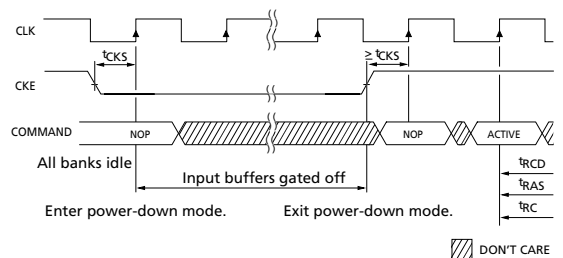 CLK
tCKS
≥ tCKS
CKE
COMMAND NOP NOP ACTIVE
All banks idle
tRCD
Input buffers gated off
tRAS
Enter power-down mode. Exit power-down mode. tRC
DON'T CARE